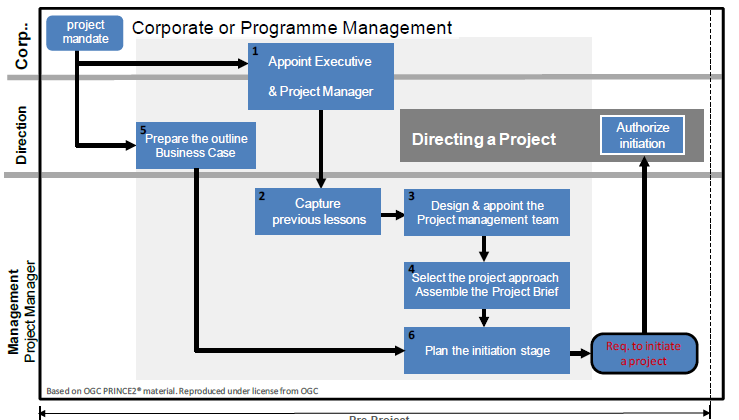 Corp..
project
mandate
Corporate or Programme Management
1
Appoint Executive
& Project Manager
Direction
5
Prepare the outline
Business Case
Directing a Project
Authorize
initiation
Management
Project Manager
2
Capture
previous lessons
3
Design & appoint the
Project management team
4
Select the project approach
Assemble the Project Brief
6
Plan the initiation stage
Req. to initiate
a project
Based on OGC PRINCE2® material. Reproduced under license from OGC
Pre Project